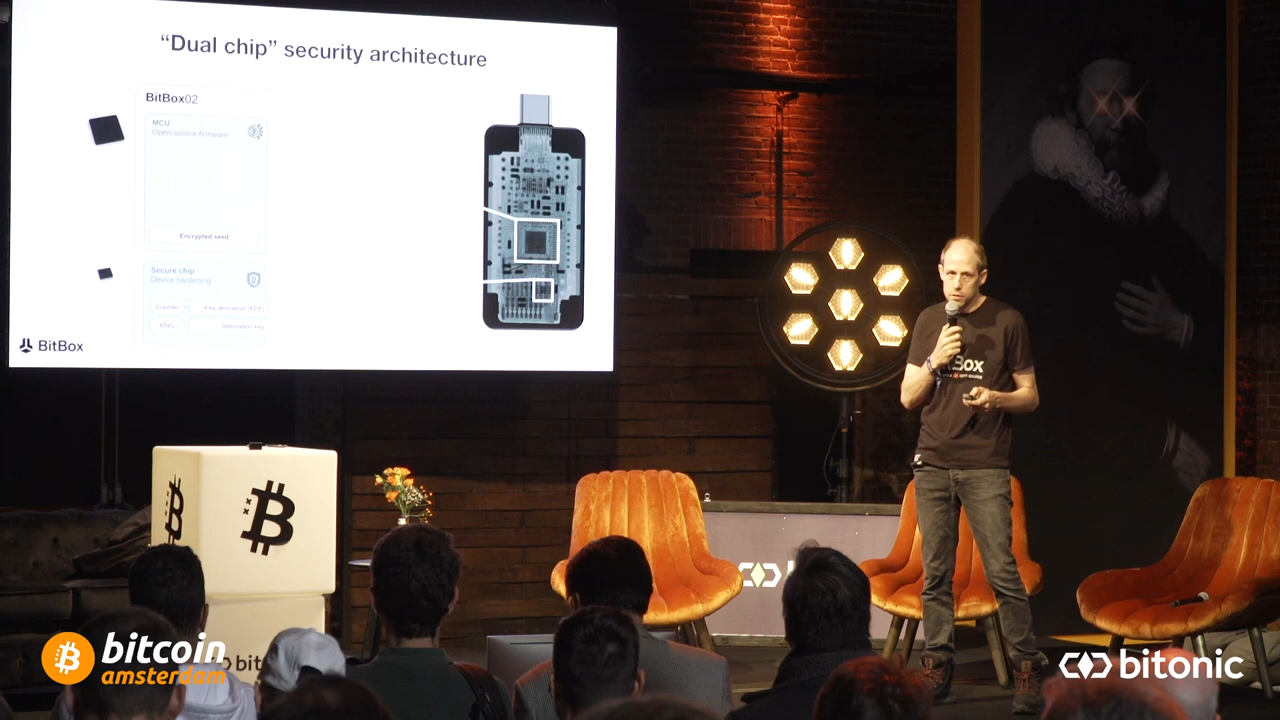 “Dual chip” security architecture
BitBox02
MCU
Open-source firmware
Encrypted seed
Secure chip
Device hardening
Counter
Key derivation (KDF)
RNG
Attestation key
BitBox
bitcoin
amsterdam
bitonic